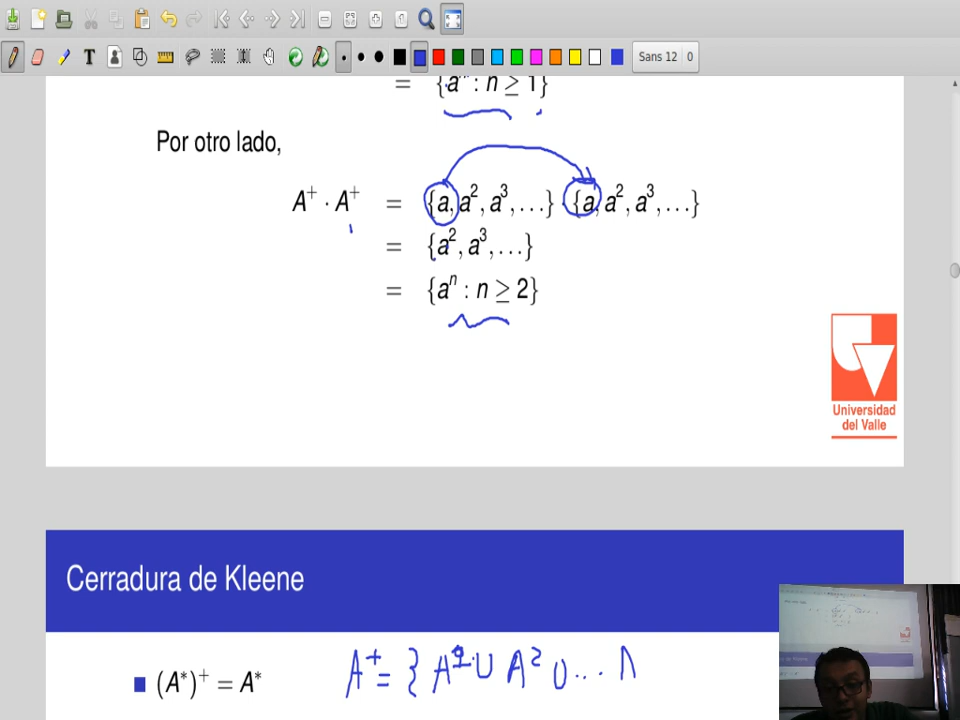 Sans 12 0
= {aⁿ : n ≥ 1}
Por otro lado,
A⁺ · A⁺ = {a, a², a³, ...} · {a, a², a³, ...}
= {a², a³, ...}
= {aⁿ : n ≥ 2}
Universidad
del Valle
Cerradura de Kleene
(A*)⁺ = A*
A⁺ = { A¹ ∪ A² ∪ ...